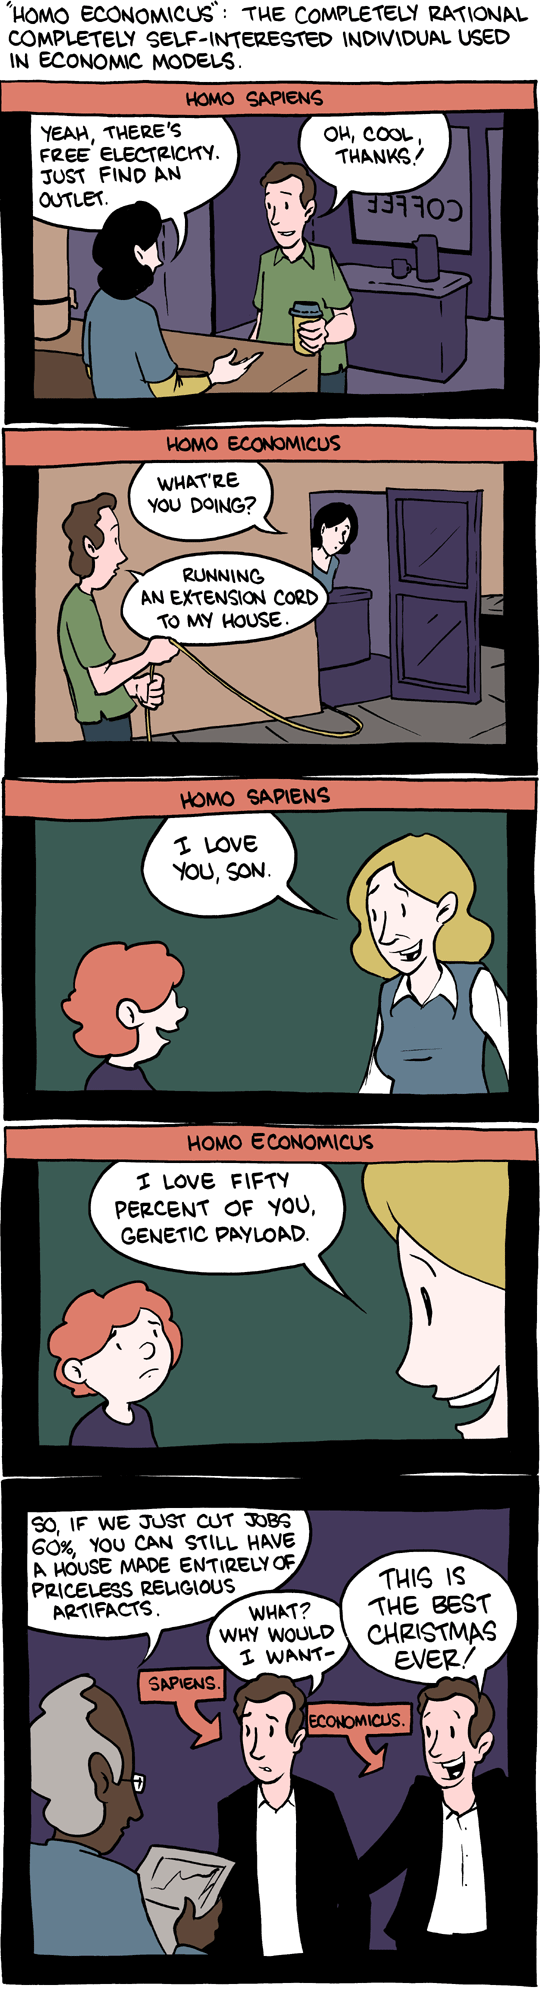 "HOMO ECONOMICUS": THE COMPLETELY RATIONAL
COMPLETELY SELF-INTERESTED INDIVIDUAL USED
IN ECONOMIC MODELS.
HOMO SAPIENS
YEAH, THERE'S
FREE ELECTRICITY.
JUST FIND AN
OUTLET.
OH, COOL,
THANKS!
COFFEE
HOMO ECONOMICUS
WHAT'RE
YOU DOING?
RUNNING
AN EXTENSION CORD
TO MY HOUSE.
HOMO SAPIENS
I LOVE
YOU, SON.
HOMO ECONOMICUS
I LOVE FIFTY
PERCENT OF YOU,
GENETIC PAYLOAD.
SO, IF WE JUST CUT JOBS
60%, YOU CAN STILL HAVE
A HOUSE MADE ENTIRELY OF
PRICELESS RELIGIOUS
ARTIFACTS.
WHAT?
WHY WOULD
I WANT-
THIS IS
THE BEST
CHRISTMAS
EVER!
SAPIENS.
ECONOMICUS.